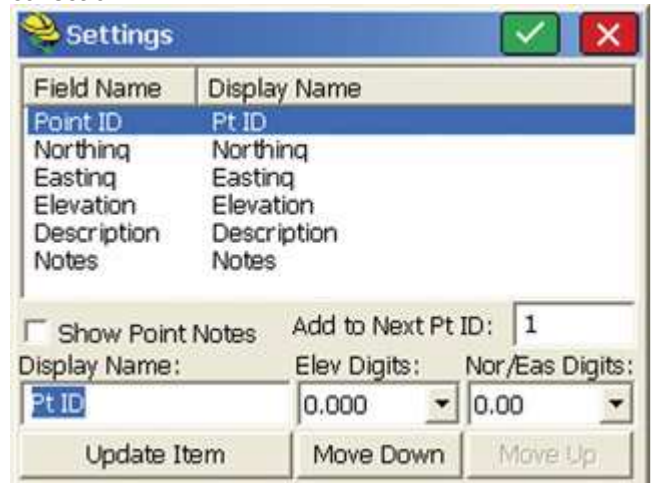 Settings
Field Name Display Name
Point ID Pt ID
Northing Northing
Easting Easting
Elevation Elevation
Description Description
Notes Notes
Show Point Notes Add to Next Pt ID: 1
Display Name: Elev Digits: Nor/Eas Digits:
Pt ID 0.000 0.00
Update Item Move Down Move Up